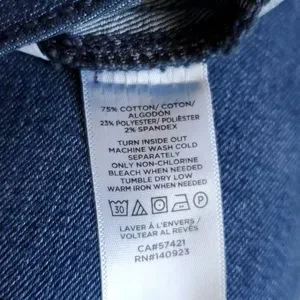 75% COTTON/ COTON/
ALGODÓN
23% POLYESTER/ POLIÉSTER
2% SPANDEX
TURN INSIDE OUT
MACHINE WASH COLD
SEPARATELY
ONLY NON-CHLORINE
BLEACH WHEN NEEDED
TUMBLE DRY LOW
WARM IRON WHEN NEEDED
30
P
LAVER À L'ENVERS /
VOLTEAR AL REVÉS
CA#57421
RN#140923